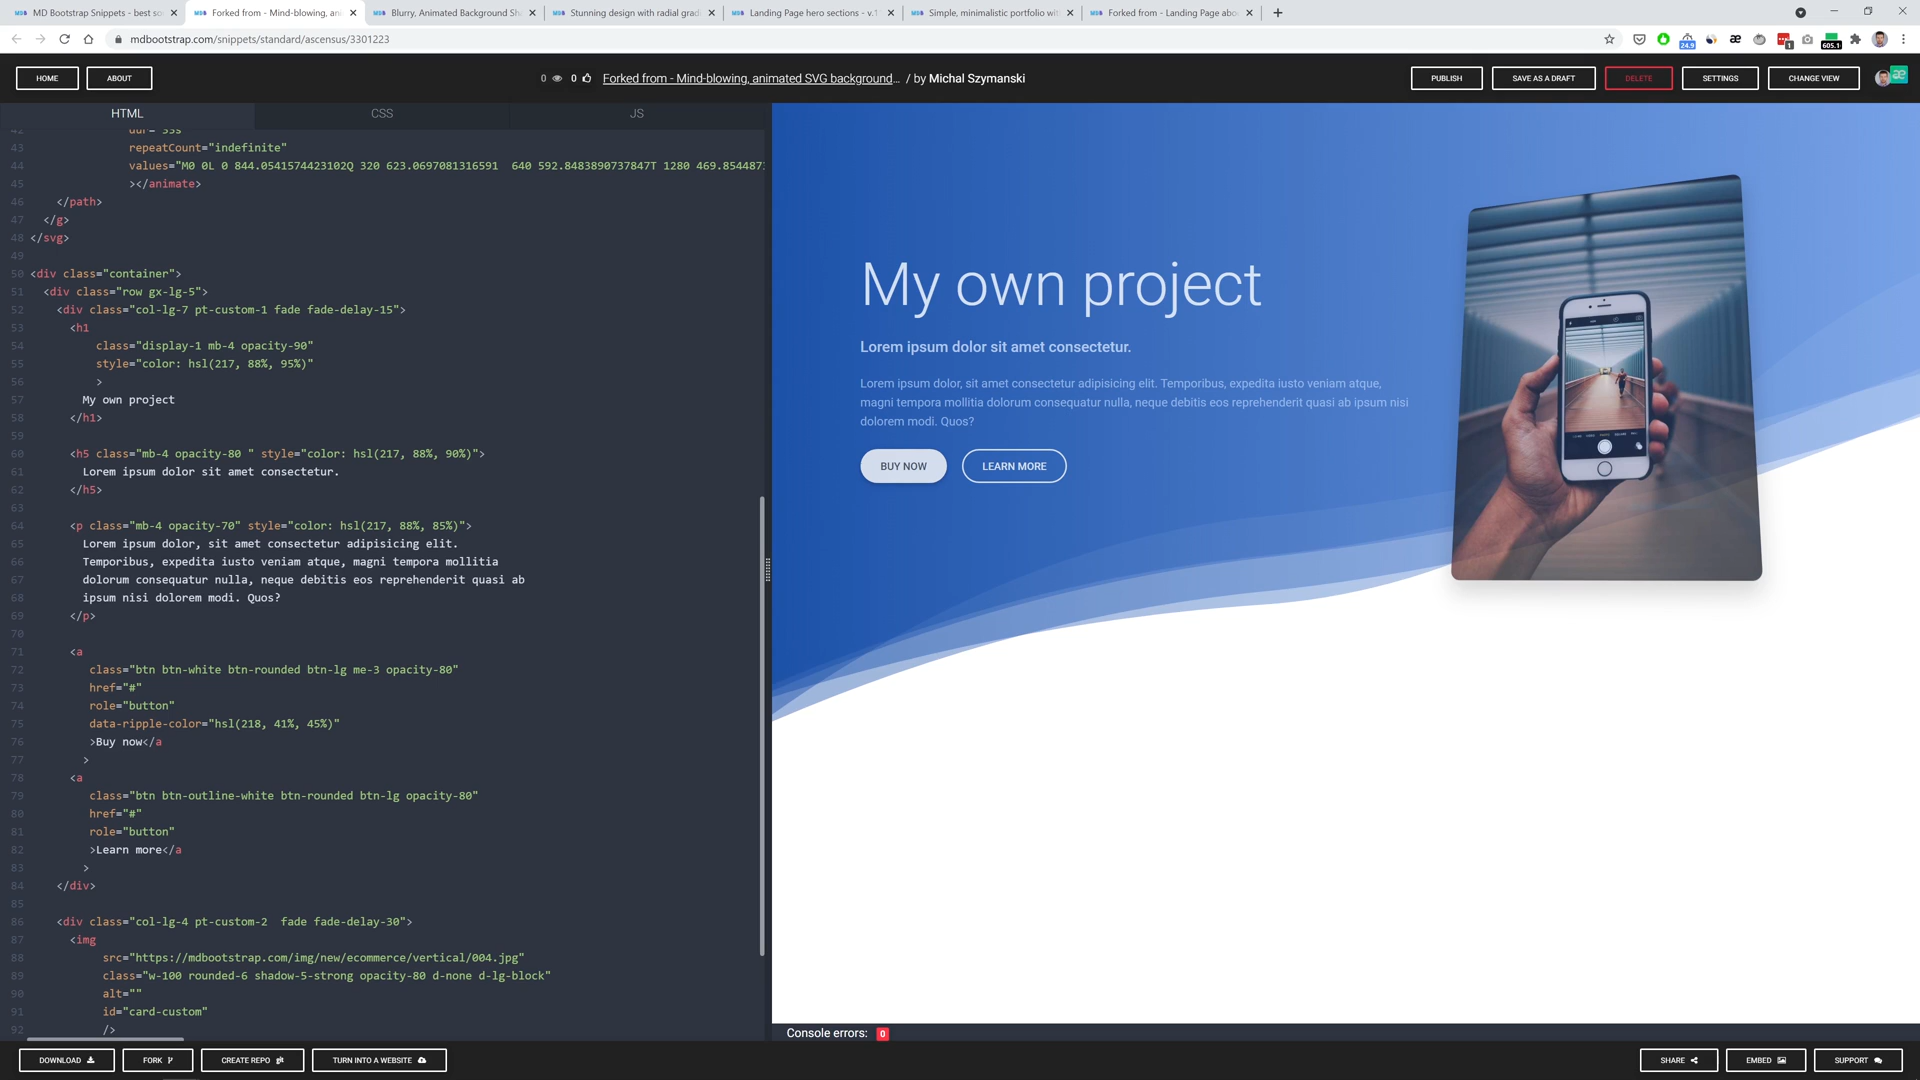 MD Bootstrap Snippets - best so
Forked from - Mind-blowing, an
Blurry, Animated Background Sh
Stunning design with radial grad
Landing Page hero sections - v.1
Simple, minimalistic portfolio wit
Forked from - Landing Page abo
mdbootstrap.com/snippets/standard/ascensus/3301223
24.9
1
605.1
HOME
ABOUT
0
0
Forked from - Mind-blowing, animated SVG background... / by Michal Szymanski
PUBLISH
SAVE AS A DRAFT
DELETE
SETTINGS
CHANGE VIEW
HTML
CSS
JS
42 dur="55s"
43 repeatCount="indefinite"
44 values="M0 0L 0 844.0541574423102Q 320 623.0697081316591  640 592.8483890737847T 1280 469.8544873
45 ></animate>
46 </path>
47 </g>
48 </svg>
49
50 <div class="container">
51 <div class="row gx-lg-5">
52 <div class="col-lg-7 pt-custom-1 fade fade-delay-15">
53 <h1
54 class="display-1 mb-4 opacity-90"
55 style="color: hsl(217, 88%, 95%)"
56 >
57 My own project
58 </h1>
59
60 <h5 class="mb-4 opacity-80 " style="color: hsl(217, 88%, 90%)">
61 Lorem ipsum dolor sit amet consectetur.
62 </h5>
63
64 <p class="mb-4 opacity-70" style="color: hsl(217, 88%, 85%)">
65 Lorem ipsum dolor, sit amet consectetur adipisicing elit.
66 Temporibus, expedita iusto veniam atque, magni tempora mollitia
67 dolorum consequatur nulla, neque debitis eos reprehenderit quasi ab
68 ipsum nisi dolorem modi. Quos?
69 </p>
70
71 <a
72 class="btn btn-white btn-rounded btn-lg me-3 opacity-80"
73 href="#"
74 role="button"
75 data-ripple-color="hsl(218, 41%, 45%)"
76 >Buy now</a
77 >
78 <a
79 class="btn btn-outline-white btn-rounded btn-lg opacity-80"
80 href="#"
81 role="button"
82 >Learn more</a
83 >
84 </div>
85
86 <div class="col-lg-4 pt-custom-2  fade fade-delay-30">
87 <img
88 src="https://mdbootstrap.com/img/new/ecommerce/vertical/004.jpg"
89 class="w-100 rounded-6 shadow-5-strong opacity-80 d-none d-lg-block"
90 alt=""
91 id="card-custom"
92 />
My own project
Lorem ipsum dolor sit amet consectetur.
Lorem ipsum dolor, sit amet consectetur adipisicing elit. Temporibus, expedita iusto veniam atque,
magni tempora mollitia dolorum consequatur nulla, neque debitis eos reprehenderit quasi ab ipsum nisi
dolorem modi. Quos?
BUY NOW
LEARN MORE
Console errors: 0
DOWNLOAD
FORK
CREATE REPO
TURN INTO A WEBSITE
SHARE
EMBED
SUPPORT